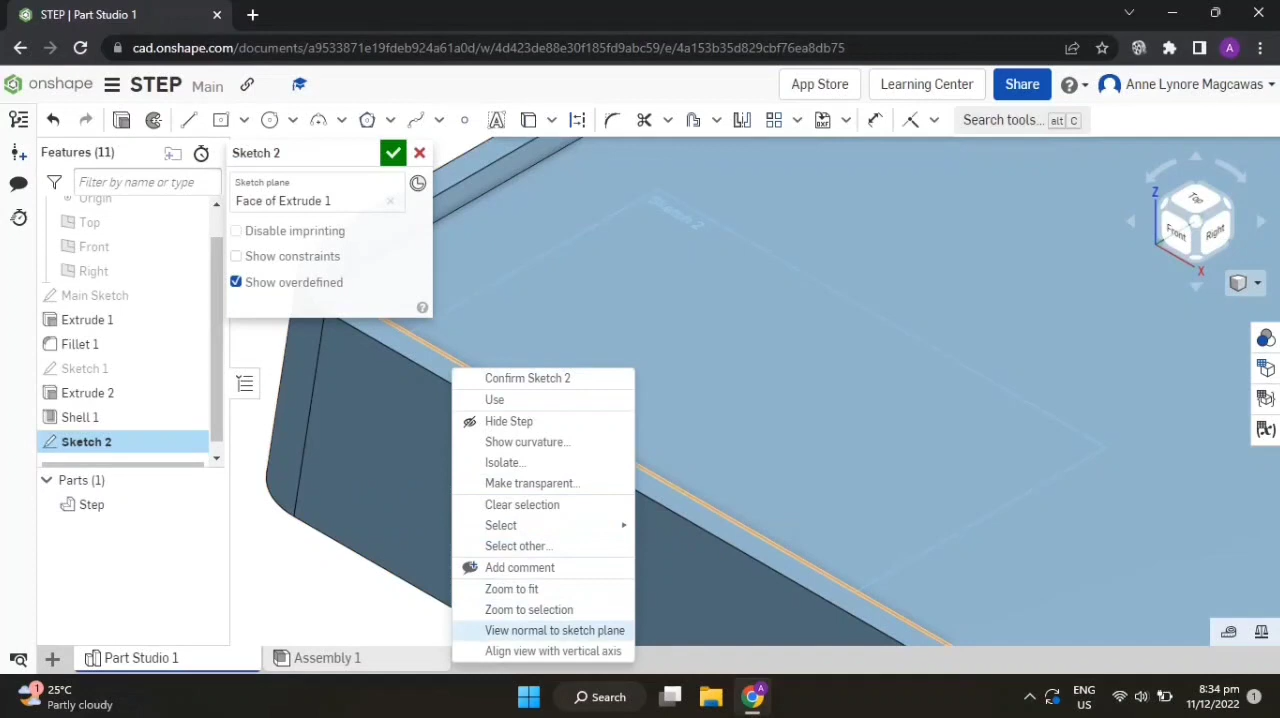 STEP | Part Studio 1
cad.onshape.com/documents/a9533871e19fdeb924a61a0d/w/4d423de88e30f185fd9abc59/e/4a153b35d829cbf76ea8db75
A
onshape STEP Main
App Store Learning Center Share Anne Lynore Magcawas
Search tools... alt C
Features (11)
Filter by name or type
Origin
Top
Front
Right
Main Sketch
Extrude 1
Fillet 1
Sketch 1
Extrude 2
Shell 1
Sketch 2
Parts (1)
Step
Sketch 2
Sketch plane
Face of Extrude 1
Disable imprinting
Show constraints
Show overdefined
Sketch 2
Confirm Sketch 2
Use
Hide Step
Show curvature...
Isolate...
Make transparent...
Clear selection
Select
Select other...
Add comment
Zoom to fit
Zoom to selection
View normal to sketch plane
Align view with vertical axis
Z
Top
Front
Right
X
Part Studio 1
Assembly 1
1
25°C
Partly cloudy
Search
A
ENG
US
8:34 pm
11/12/2022
1